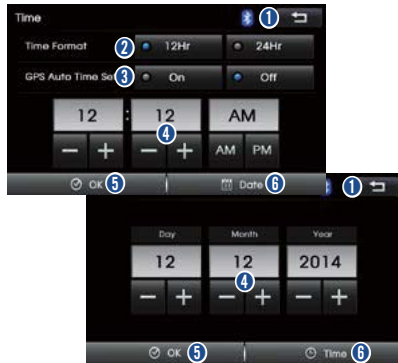 Time 1
Time Format 2 12Hr 24Hr
GPS Auto Time Set 3 On Off
12 : 12 AM
− + 4 − + AM PM
OK 5 Date 6
1
Day Month Year
12 12 2014
− + 4 − + − +
OK 5 Time 6